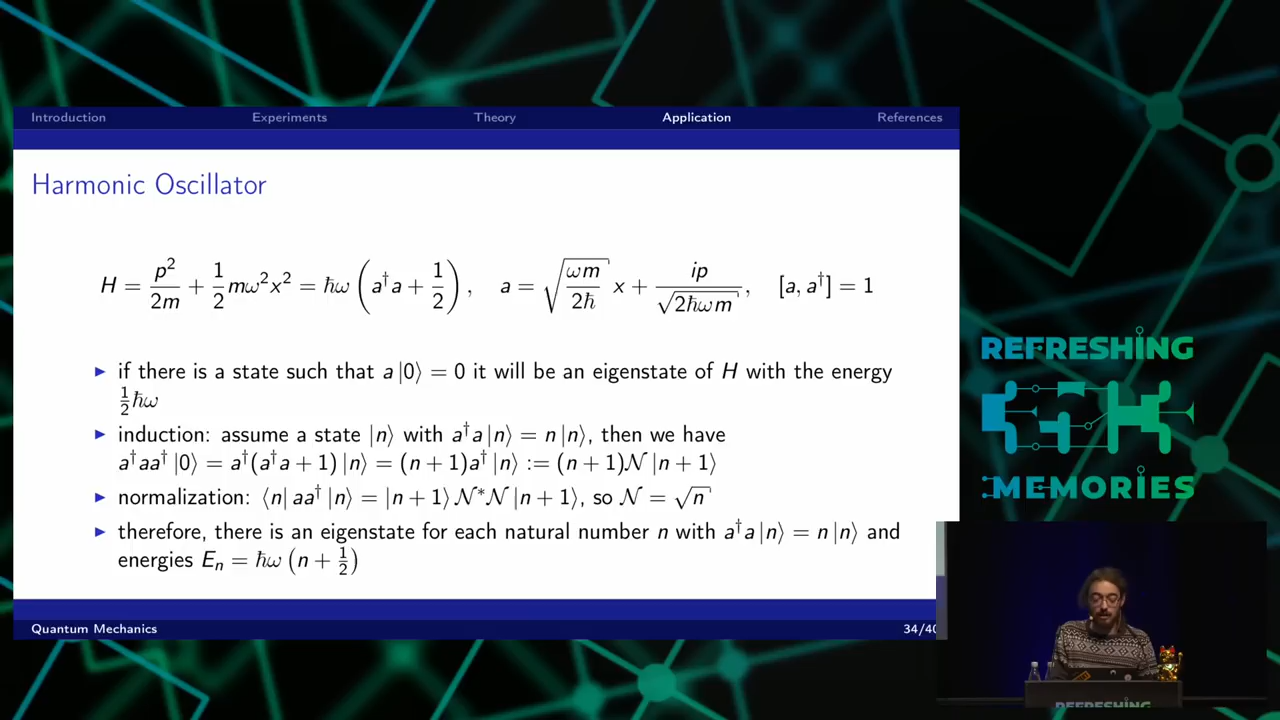 Introduction Experiments Theory Application References
Harmonic Oscillator
H = p²/2m + 1/2 mω²x² = ħω (a†a + 1/2), a = √(ωm/2ħ) x + ip/√(2ħωm), [a, a†] = 1
▶ if there is a state such that a |0⟩ = 0 it will be an eigenstate of H with the energy
½ħω
▶ induction: assume a state |n⟩ with a†a |n⟩ = n |n⟩, then we have
a†aa† |0⟩ = a†(a†a + 1) |n⟩ = (n + 1)a† |n⟩ := (n + 1)𝒩 |n + 1⟩
▶ normalization: ⟨n| aa† |n⟩ = |n + 1⟩ 𝒩*𝒩 |n + 1⟩, so 𝒩 = √n
▶ therefore, there is an eigenstate for each natural number n with a†a |n⟩ = n |n⟩ and
energies Eₙ = ħω (n + ½)
Quantum Mechanics 34/40
REFRESHING
MEMORIES
REFRESHING